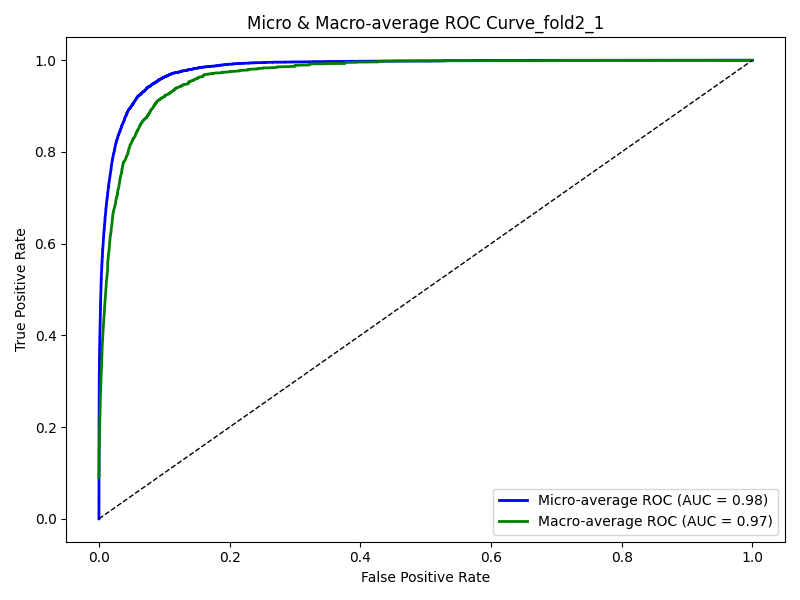 Micro & Macro-average ROC Curve_fold2_1
True Positive Rate
1.0
0.8
0.6
0.4
0.2
0.0
Micro-average ROC (AUC = 0.98)
Macro-average ROC (AUC = 0.97)
0.0 0.2 0.4 0.6 0.8 1.0
False Positive Rate